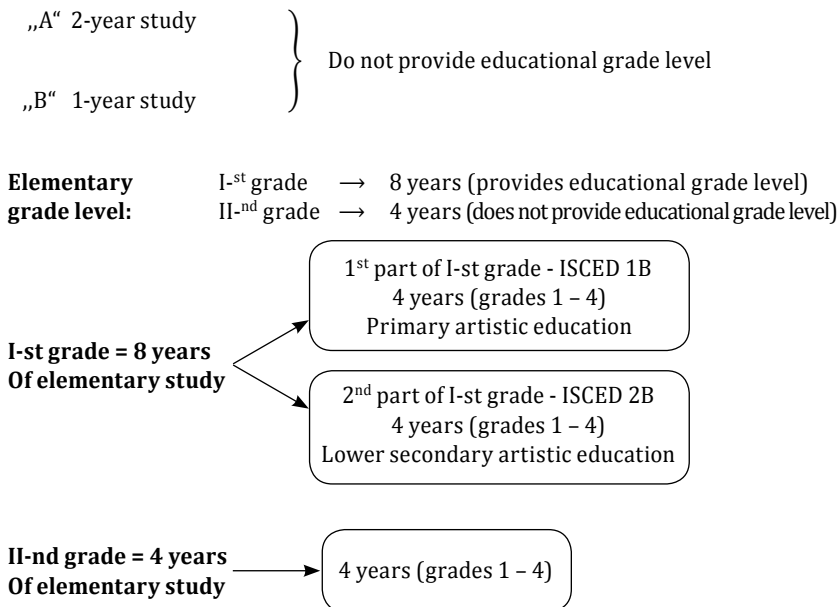 „A“ 2-year study
Do not provide educational grade level
„B“ 1-year study
Elementary I-st grade → 8 years (provides educational grade level)
grade level: II-nd grade → 4 years (does not provide educational grade level)
1st part of I-st grade - ISCED 1B
4 years (grades 1 – 4)
Primary artistic education
I-st grade = 8 years
Of elementary study
2nd part of I-st grade - ISCED 2B
4 years (grades 1 – 4)
Lower secondary artistic education
II-nd grade = 4 years
Of elementary study
4 years (grades 1 – 4)